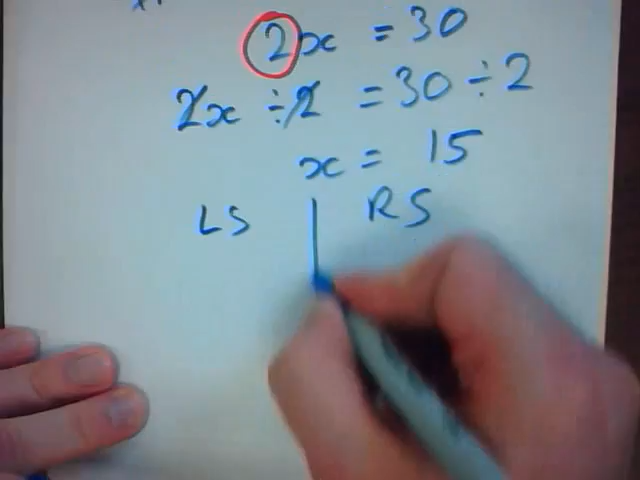 2x = 30
2x ÷ 2 = 30 ÷ 2
x = 15
LS | RS